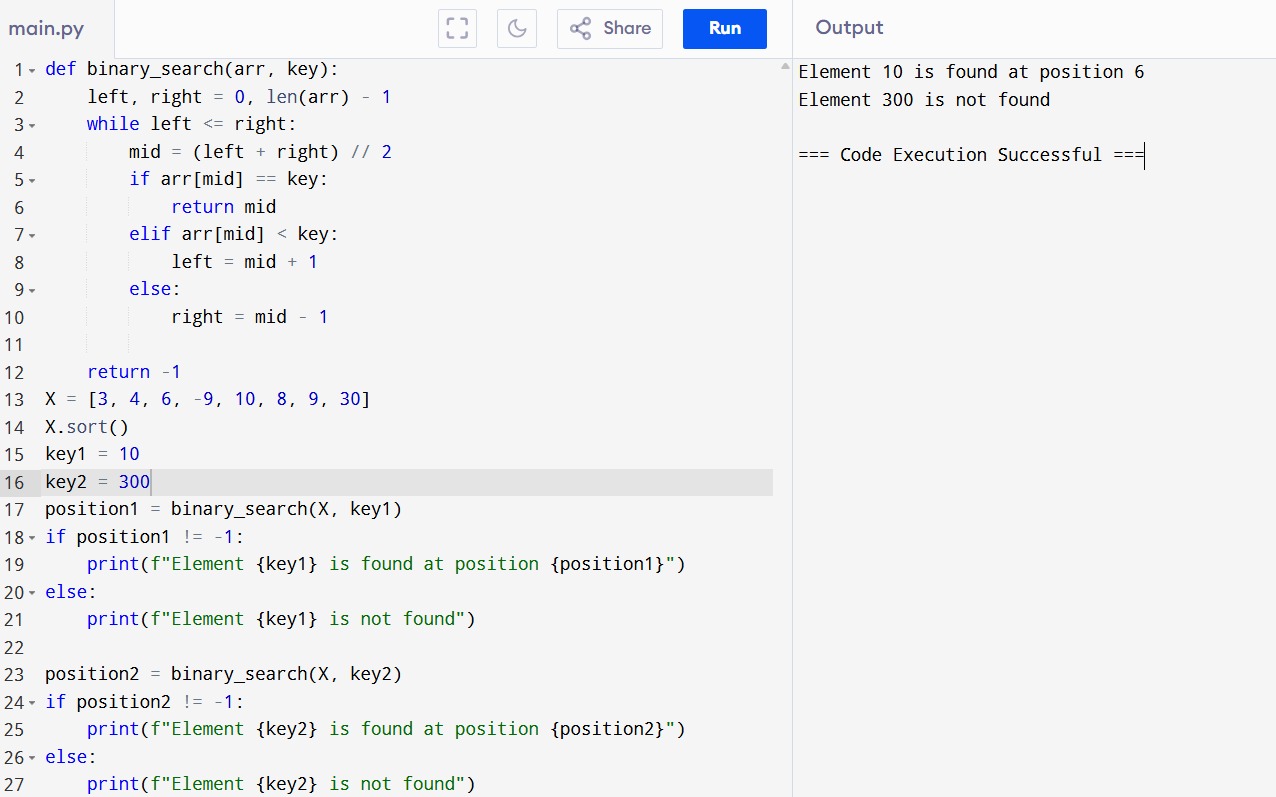 main.py
Share
Run
Output
1 def binary_search(arr, key):
2     left, right = 0, len(arr) - 1
3     while left <= right:
4         mid = (left + right) // 2
5         if arr[mid] == key:
6             return mid
7         elif arr[mid] < key:
8             left = mid + 1
9         else:
10             right = mid - 1
11
12     return -1
13 X = [3, 4, 6, -9, 10, 8, 9, 30]
14 X.sort()
15 key1 = 10
16 key2 = 300
17 position1 = binary_search(X, key1)
18 if position1 != -1:
19     print(f"Element {key1} is found at position {position1}")
20 else:
21     print(f"Element {key1} is not found")
22
23 position2 = binary_search(X, key2)
24 if position2 != -1:
25     print(f"Element {key2} is found at position {position2}")
26 else:
27     print(f"Element {key2} is not found")
Element 10 is found at position 6
Element 300 is not found
=== Code Execution Successful ===